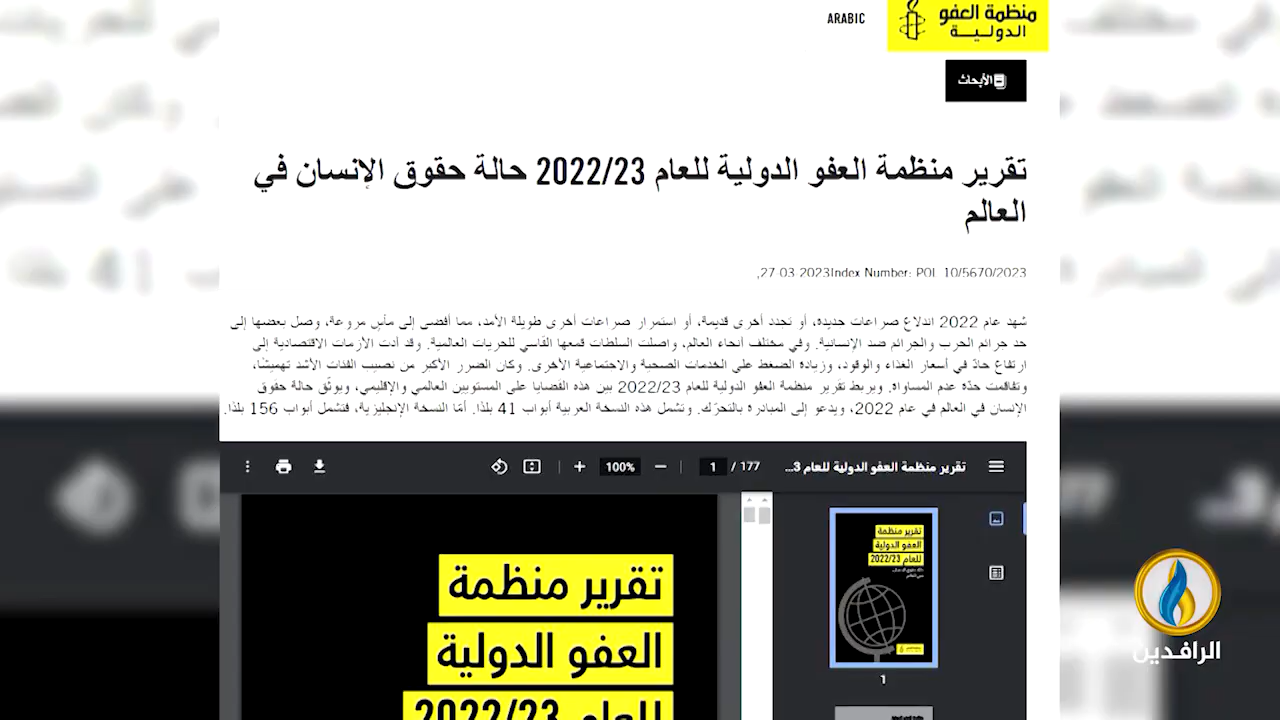 منظمة العفو
الدولية
ARABIC
الأبحاث
تقرير منظمة العفو الدولية للعام 2022/23 حالة حقوق الإنسان في
العالم
27 03 2023Index Number: POL 10/5670/2023,
شهد عام 2022 اندلاع صراعات جديدة، أو تجدد أخرى قديمة، أو استمرار صراعات أخرى طويلة الأمد، مما أفضى إلى مآسٍ مروعة، وصل بعضها إلى
حد جرائم الحرب والجرائم ضد الإنسانية. وفي مختلف أنحاء العالم، واصلت السلطات قمعها القاسي للحريات العالمية. وقد أدت الأزمات الاقتصادية إلى
ارتفاع حادّ في أسعار الغذاء والوقود، وزيادة الضغط على الخدمات الصحية والاجتماعية الأخرى. وكان الضرر الأكبر من نصيب الفئات الأشد تهميشًا،
وتفاقمت حدّة عدم المساواة. ويربط تقرير منظمة العفو الدولية للعام 2022/23 بين هذه القضايا على المستويين العالمي والإقليمي، ويوثّق حالة حقوق
الإنسان في العالم في عام 2022، ويدعو إلى المبادرة بالتحرّك. وتشمل هذه النسخة العربية أبواب 41 بلدًا. أمّا النسخة الإنجليزية، فتشمل أبواب 156 بلدًا.
تقرير منظمة العفو الدولية للعام 3...
1 / 177
100%
تقرير منظمة
العفو الدولية
للعام 2022/23
تقرير منظمة
العفو الدولية
للعام 2022/23
1
الرافدين